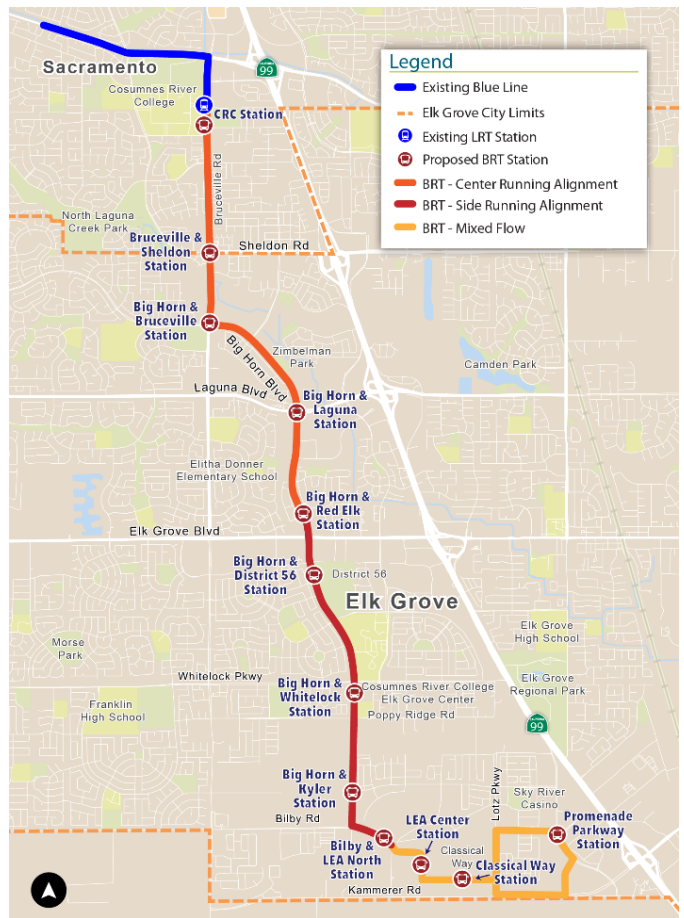 Legend
Existing Blue Line
Elk Grove City Limits
Existing LRT Station
Proposed BRT Station
BRT - Center Running Alignment
BRT - Side Running Alignment
BRT - Mixed Flow
Sacramento
99
Cosumnes River
College
CRC Station
Bruceville Rd
North Laguna
Creek Park
Bruceville &
Sheldon
Station
Sheldon Rd
Big Horn &
Bruceville
Station
Big Horn Blvd
Zimbelman
Park
Camden Park
Laguna Blvd
Big Horn &
Laguna
Station
Elitha Donner
Elementary School
Big Horn &
Red Elk
Station
Elk Grove Blvd
Big Horn &
District 56
Station
District 56
Elk Grove
Elk Grove
High School
Morse
Park
Whitelock Pkwy
Big Horn &
Whitelock
Station
Cosumnes River College
Elk Grove Center
Poppy Ridge Rd
Elk Grove
Regional Park
Franklin
High School
99
Big Horn &
Kyler
Station
Lotz Pkwy
Sky River
Casino
Bilby Rd
LEA Center
Station
Promenade
Parkway
Station
Bilby &
LEA North
Station
Classical
Way
Classical Way
Station
Kammerer Rd